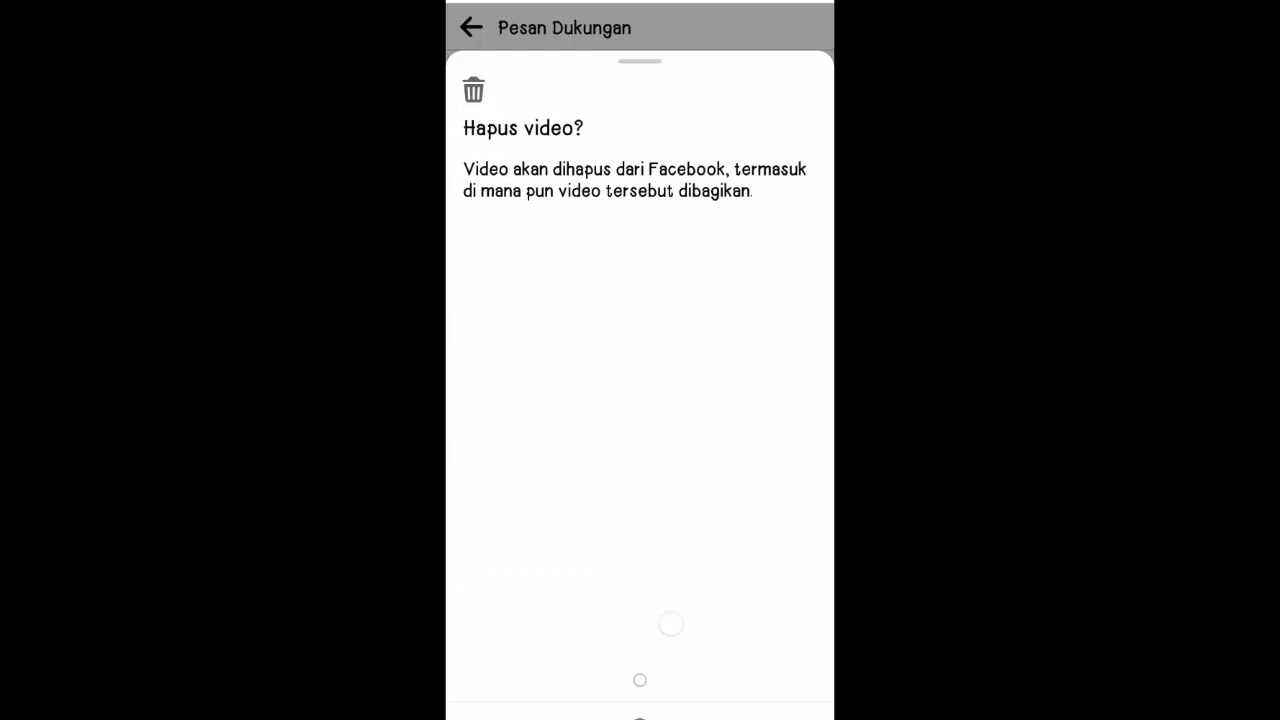 Pesan Dukungan
Hapus video?
Video akan dihapus dari Facebook, termasuk
di mana pun video tersebut dibagikan.